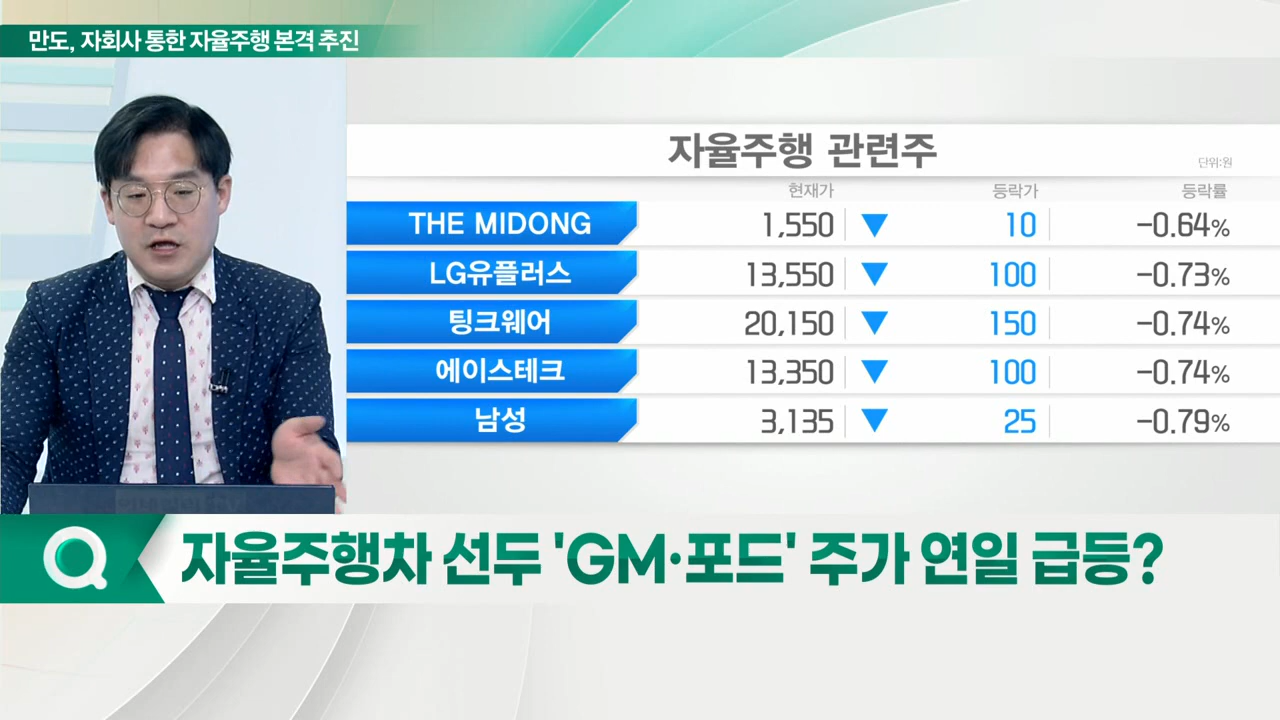 만도, 자회사 통한 자율주행 본격 추진
자율주행 관련주
단위:원
현재가 등락가 등락률
THE MIDONG 1,550 ▼ 10 -0.64%
LG유플러스 13,550 ▼ 100 -0.73%
팅크웨어 20,150 ▼ 150 -0.74%
에이스테크 13,350 ▼ 100 -0.74%
남성 3,135 ▼ 25 -0.79%
자율주행차 선두 'GM·포드' 주가 연일 급등?